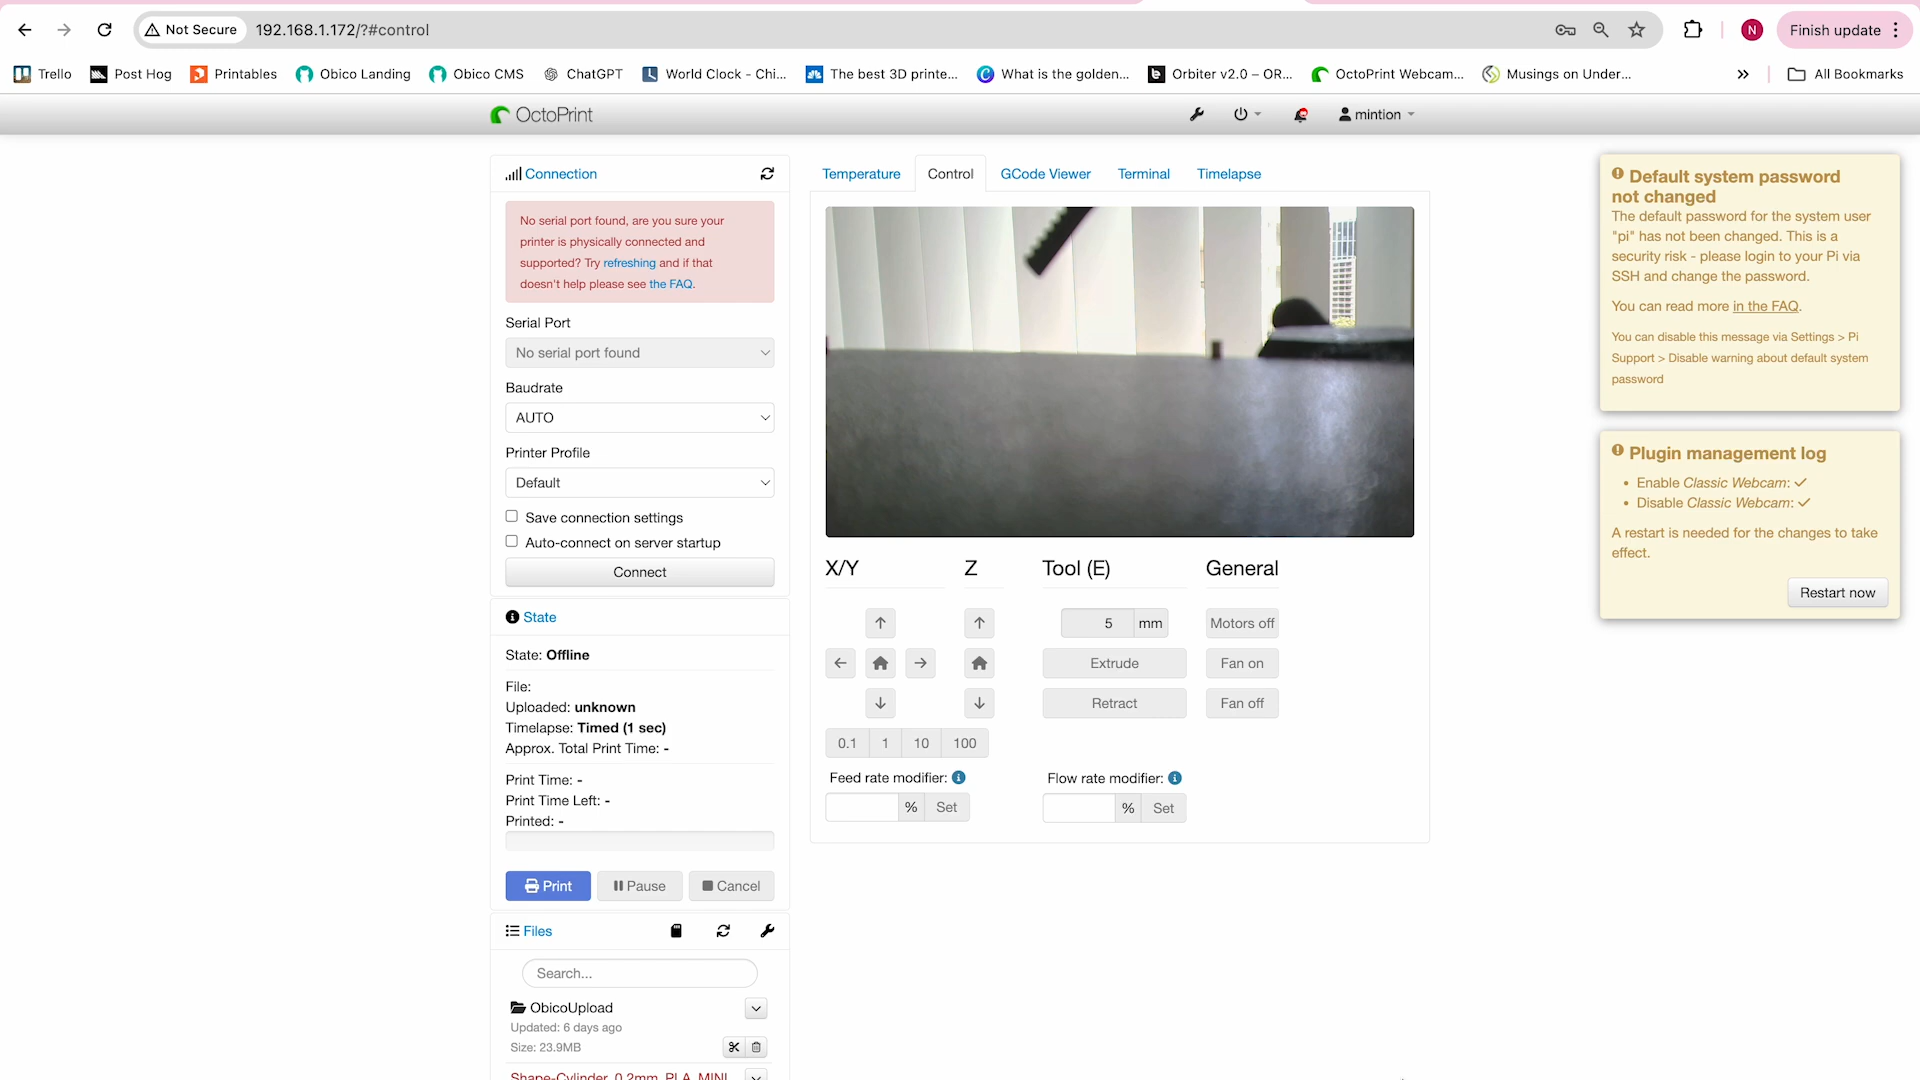 Not Secure
192.168.1.172/?#control
N
Finish update
Trello
Post Hog
Printables
Obico Landing
Obico CMS
ChatGPT
World Clock - Chi...
The best 3D printe...
What is the golden...
Orbiter v2.0 – OR...
OctoPrint Webcam...
Musings on Under...
All Bookmarks
OctoPrint
mintion
Connection
No serial port found, are you sure your
printer is physically connected and
supported? Try refreshing and if that
doesn't help please see the FAQ.
Serial Port
No serial port found
Baudrate
AUTO
Printer Profile
Default
Save connection settings
Auto-connect on server startup
Connect
State
State: Offline
File:
Uploaded: unknown
Timelapse: Timed (1 sec)
Approx. Total Print Time: -
Print Time: -
Print Time Left: -
Printed: -
Print
Pause
Cancel
Files
Search...
ObicoUpload
Updated: 6 days ago
Size: 23.9MB
Shape-Cylinder_0.2mm_PLA_MINI
Temperature
Control
GCode Viewer
Terminal
Timelapse
X/Y
Z
Tool (E)
General
5 mm
Motors off
Extrude
Fan on
Retract
Fan off
0.1
1
10
100
Feed rate modifier:
% Set
Flow rate modifier:
% Set
Default system password
not changed
The default password for the system user
"pi" has not been changed. This is a
security risk - please login to your Pi via
SSH and change the password.
You can read more in the FAQ.
You can disable this message via Settings > Pi
Support > Disable warning about default system
password
Plugin management log
• Enable Classic Webcam: ✓
• Disable Classic Webcam: ✓
A restart is needed for the changes to take
effect.
Restart now